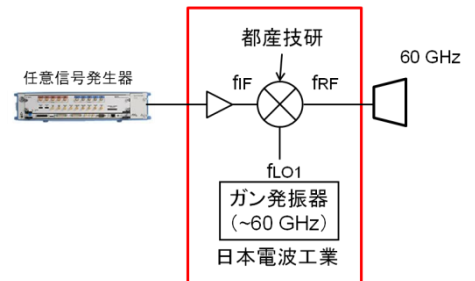 都産技研
60 GHz
任意信号発生器
fIF
fRF
fLO1
ガン発振器
(~60 GHz)
日本電波工業